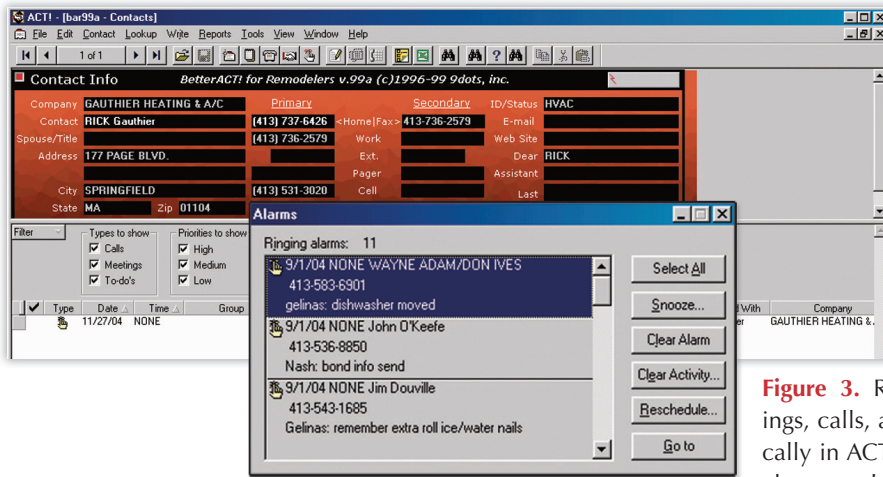 ACT! - [bar99a - Contacts]
File Edit Contact Lookup Write Reports Tools View Window Help
1 of 1
Contact Info BetterACT! for Remodelers v.99a (c)1996-99 9dots, inc.
Company GAUTHIER HEATING & A/C Primary Secondary ID/Status HVAC
Contact RICK Gauthier (413) 737-6426 <Home|Fax> 413-736-2579 E-mail
Spouse/Title (413) 736-2579 Work Web Site
Address 177 PAGE BLVD. Ext. Dear RICK
Pager Assistant
City SPRINGFIELD (413) 531-3020 Cell Last
State MA Zip 01104
Filter Types to show Priorities to show
Calls High
Meetings Medium
To-do's Low
Type Date Time Group d With Company
11/27/04 NONE er GAUTHIER HEATING &.
Alarms
Ringing alarms: 11
9/1/04 NONE WAYNE ADAM/DON IVES
413-583-6901
gelinas: dishwasher moved
9/1/04 NONE John O'Keefe
413-536-8850
Nash: bond info send
9/1/04 NONE Jim Douville
413-543-1685
Gelinas: remember extra roll ice/water nails
Select All
Snooze...
Clear Alarm
Clear Activity...
Reschedule...
Go to
Figure 3. R
ings, calls, a
cally in ACT